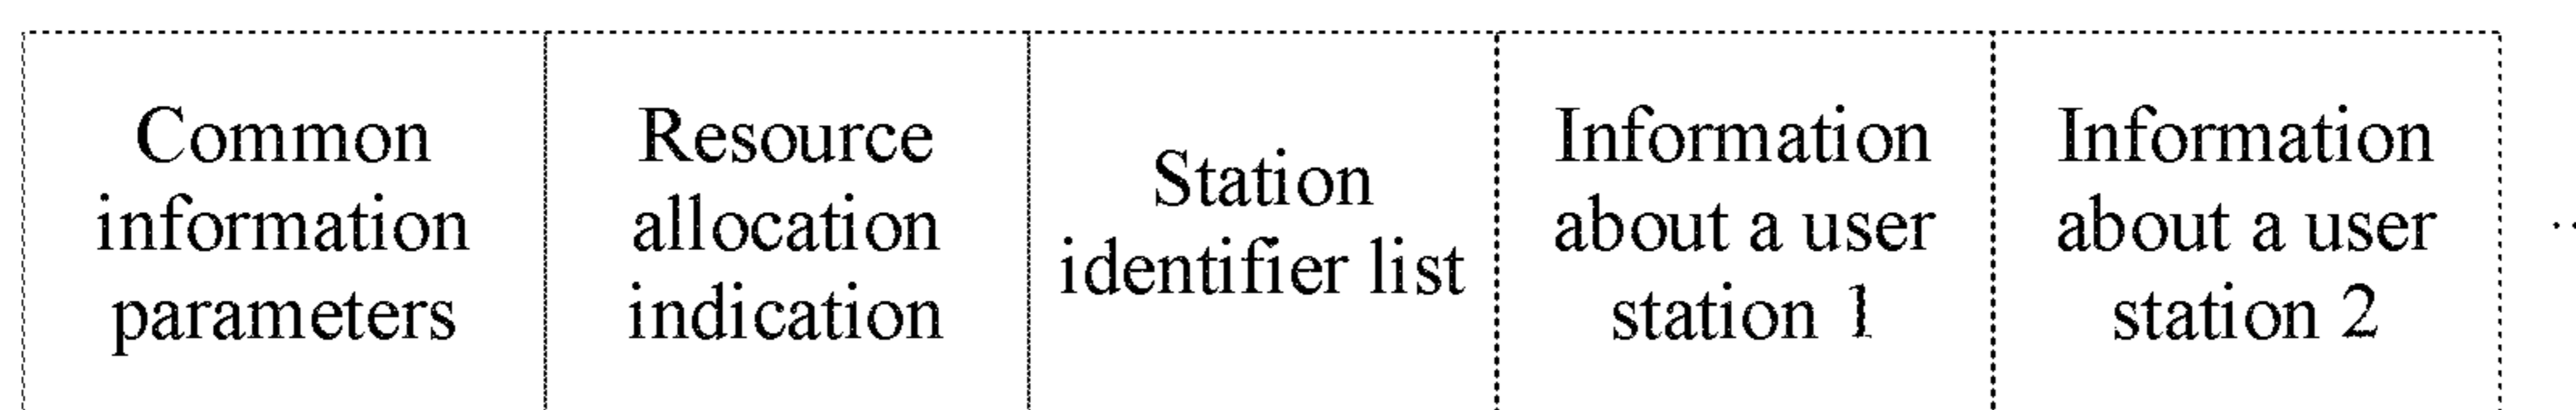 Common
information
parameters
Resource
allocation
indication
Station
identifier list
Information
about a user
station 1
Information
about a user
station 2
..